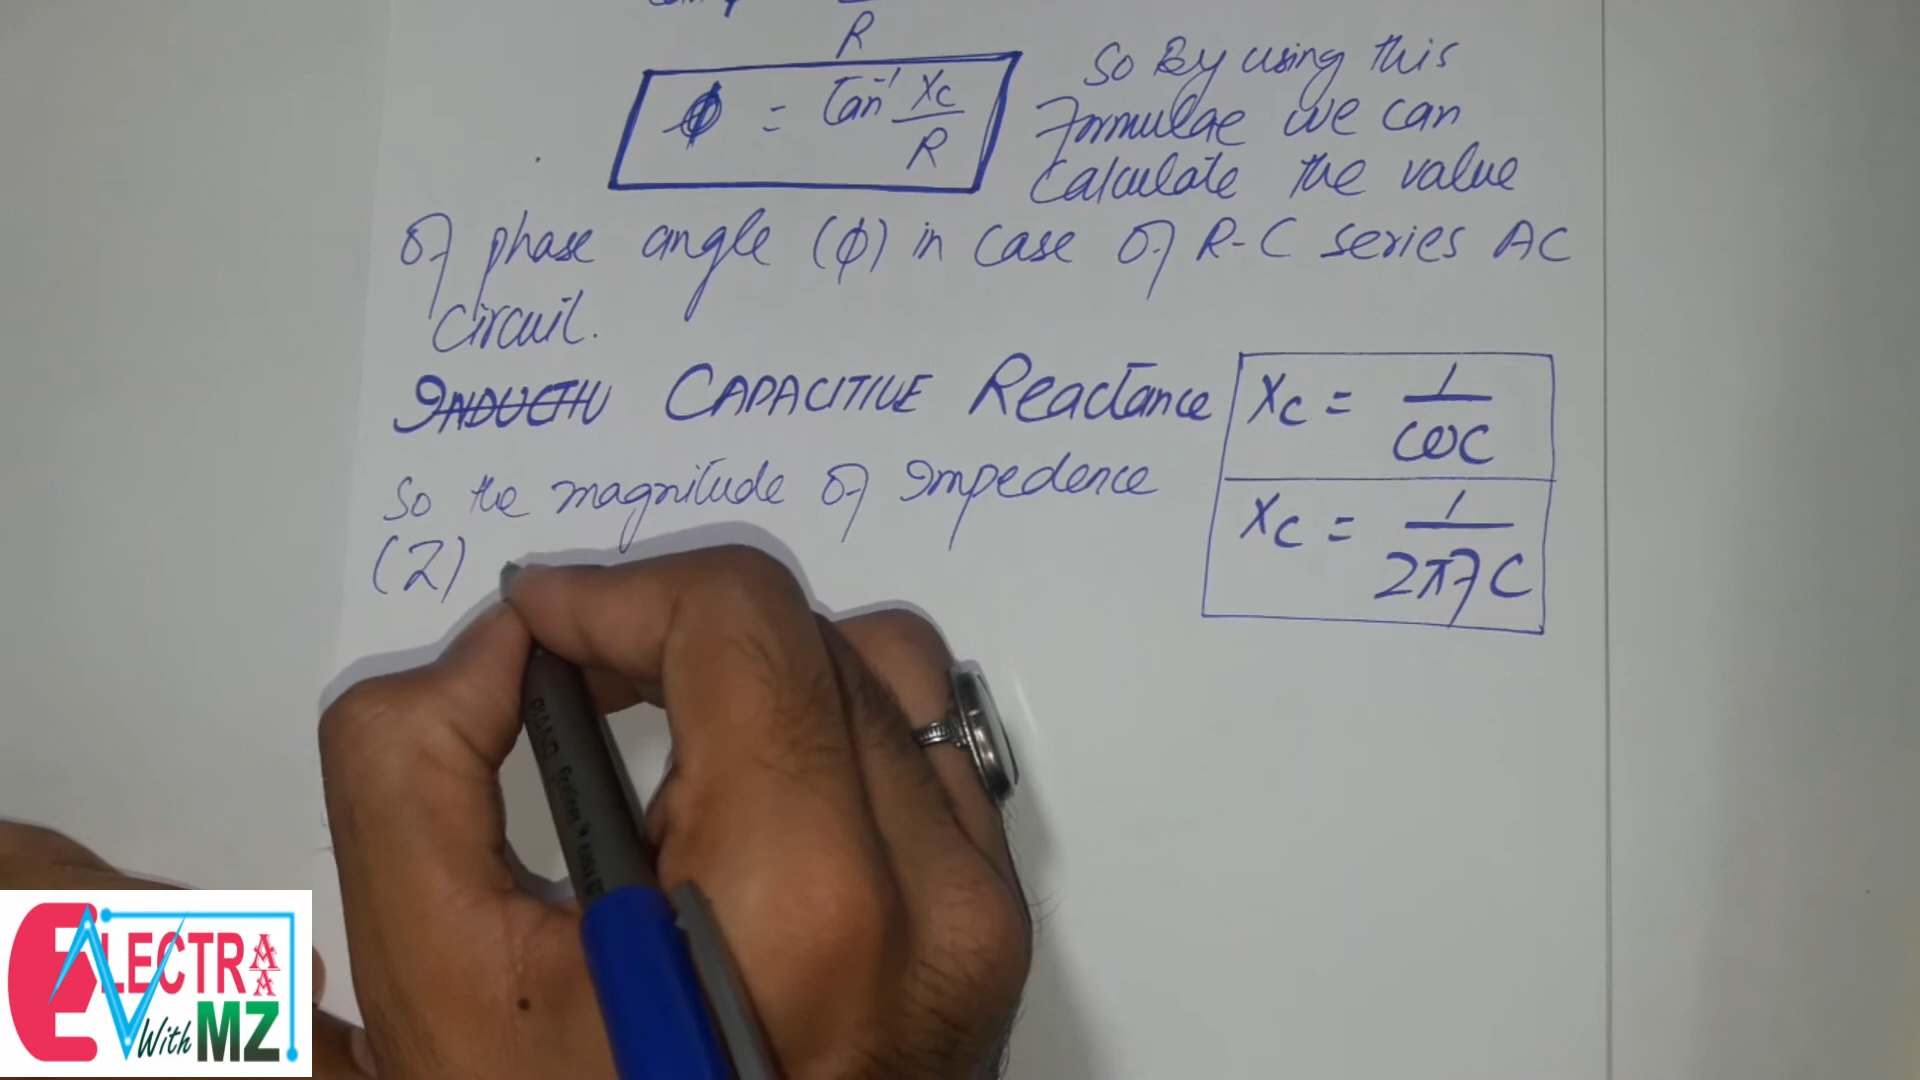 R
φ = tan⁻¹ Xc/R
So By using this
Formulae we can
calculate the value
of phase angle (φ) in case of R-C series AC
circuit.
INDUCTIV CAPACITIVE Reactance
Xc = 1/ωC
So the magnitude of Impedence
Xc = 1/2πfC
(Z)
PIANO
ELECTRA
With MZ